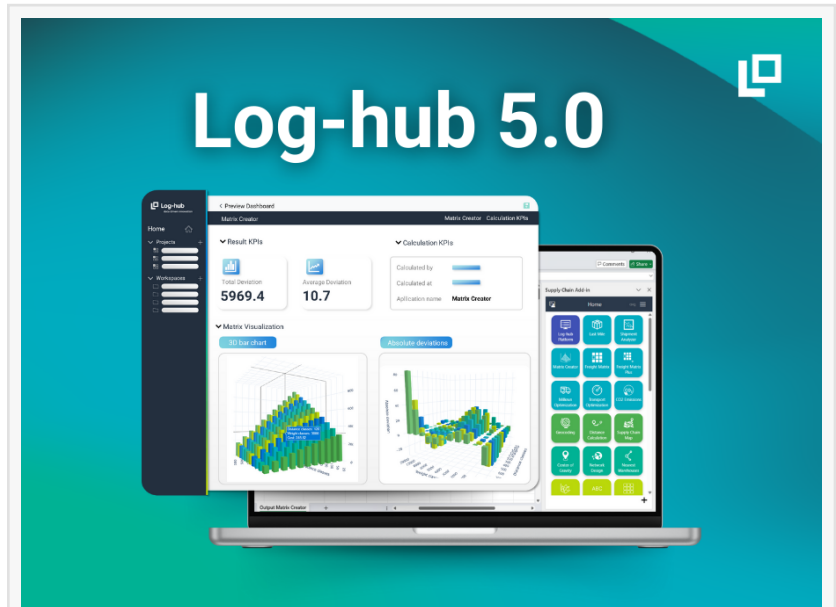 Log-hub 5.0
Log-hub
Home
Projects
Workspaces
< Preview Dashboard
Matrix Creator
Matrix Creator Calculation KPIs
Result KPIs
Total Deviation
5969.4
Average Deviation
10.7
Calculation KPIs
Calculated by
Calculated at
Aplication name Matrix Creator
Matrix Visualization
3D bar chart
Absolute deviations
Comments Share
Supply Chain Add-in
Home
Log-hub Platform
Last Mile
Shipment Analyzer
Matrix Creator
Freight Matrix
Freight Matrix Plus
Milkrun Optimization
Transport Optimization
CO2 Emissions
Geocoding
Distance Calculation
Supply Chain Map
Center of Gravity
Network Design
Nearest Warehouses
ABC
Output Matrix Creator